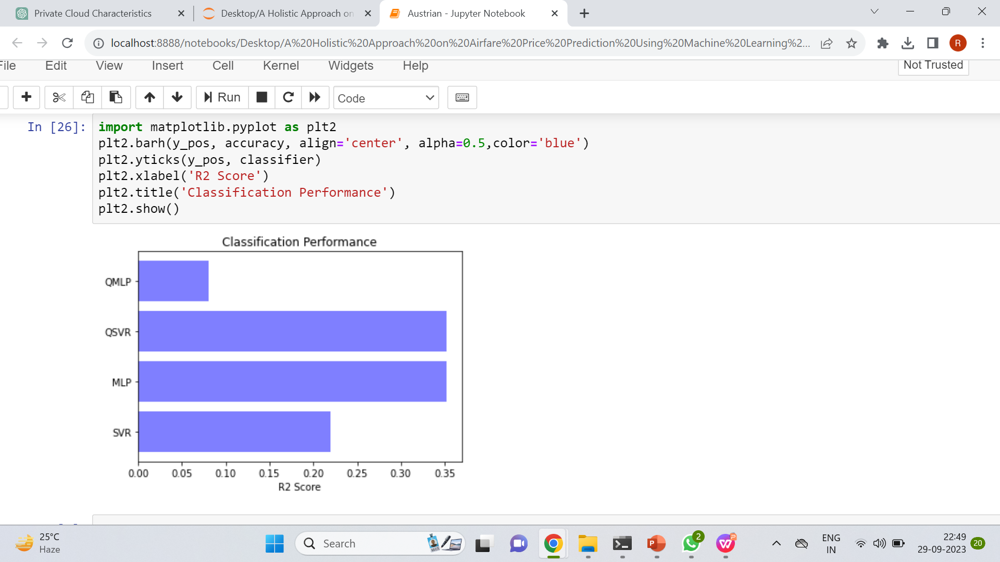 Private Cloud Characteristics
Desktop/A Holistic Approach on
Austrian - Jupyter Notebook
localhost:8888/notebooks/Desktop/A%20Holistic%20Approach%20on%20Airfare%20Price%20Prediction%20Using%20Machine%20Learning%2...
R
File Edit View Insert Cell Kernel Widgets Help
Not Trusted
Run
Code
In [26]:
import matplotlib.pyplot as plt2
plt2.barh(y_pos, accuracy, align='center', alpha=0.5,color='blue')
plt2.yticks(y_pos, classifier)
plt2.xlabel('R2 Score')
plt2.title('Classification Performance')
plt2.show()
Classification Performance
QMLP
QSVR
MLP
SVR
0.00 0.05 0.10 0.15 0.20 0.25 0.30 0.35
R2 Score
25°C
Haze
Search
2
ENG
IN
22:49
29-09-2023
20